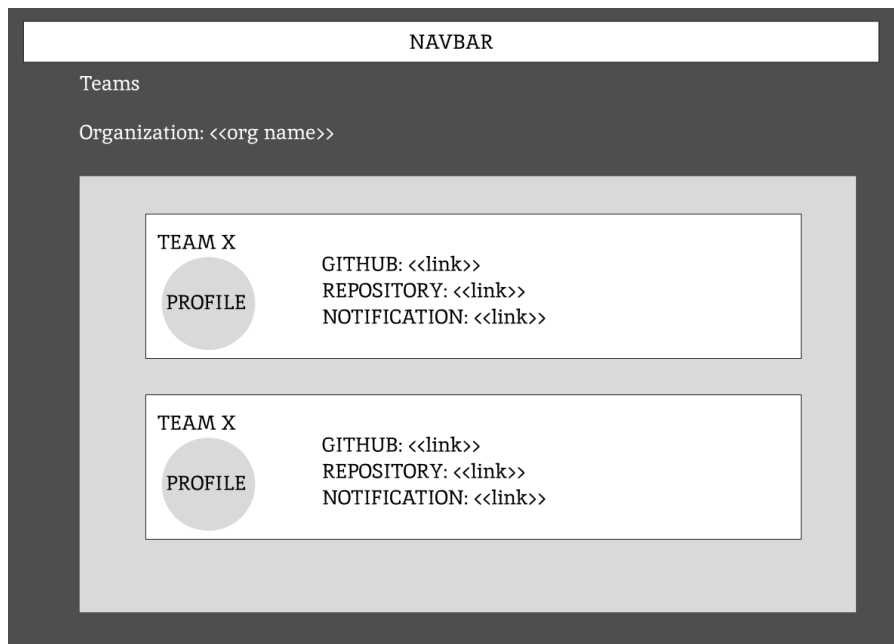 NAVBAR
Teams
Organization: <<org name>>
TEAM X
PROFILE
GITHUB: <<link>>
REPOSITORY: <<link>>
NOTIFICATION: <<link>>
TEAM X
PROFILE
GITHUB: <<link>>
REPOSITORY: <<link>>
NOTIFICATION: <<link>>